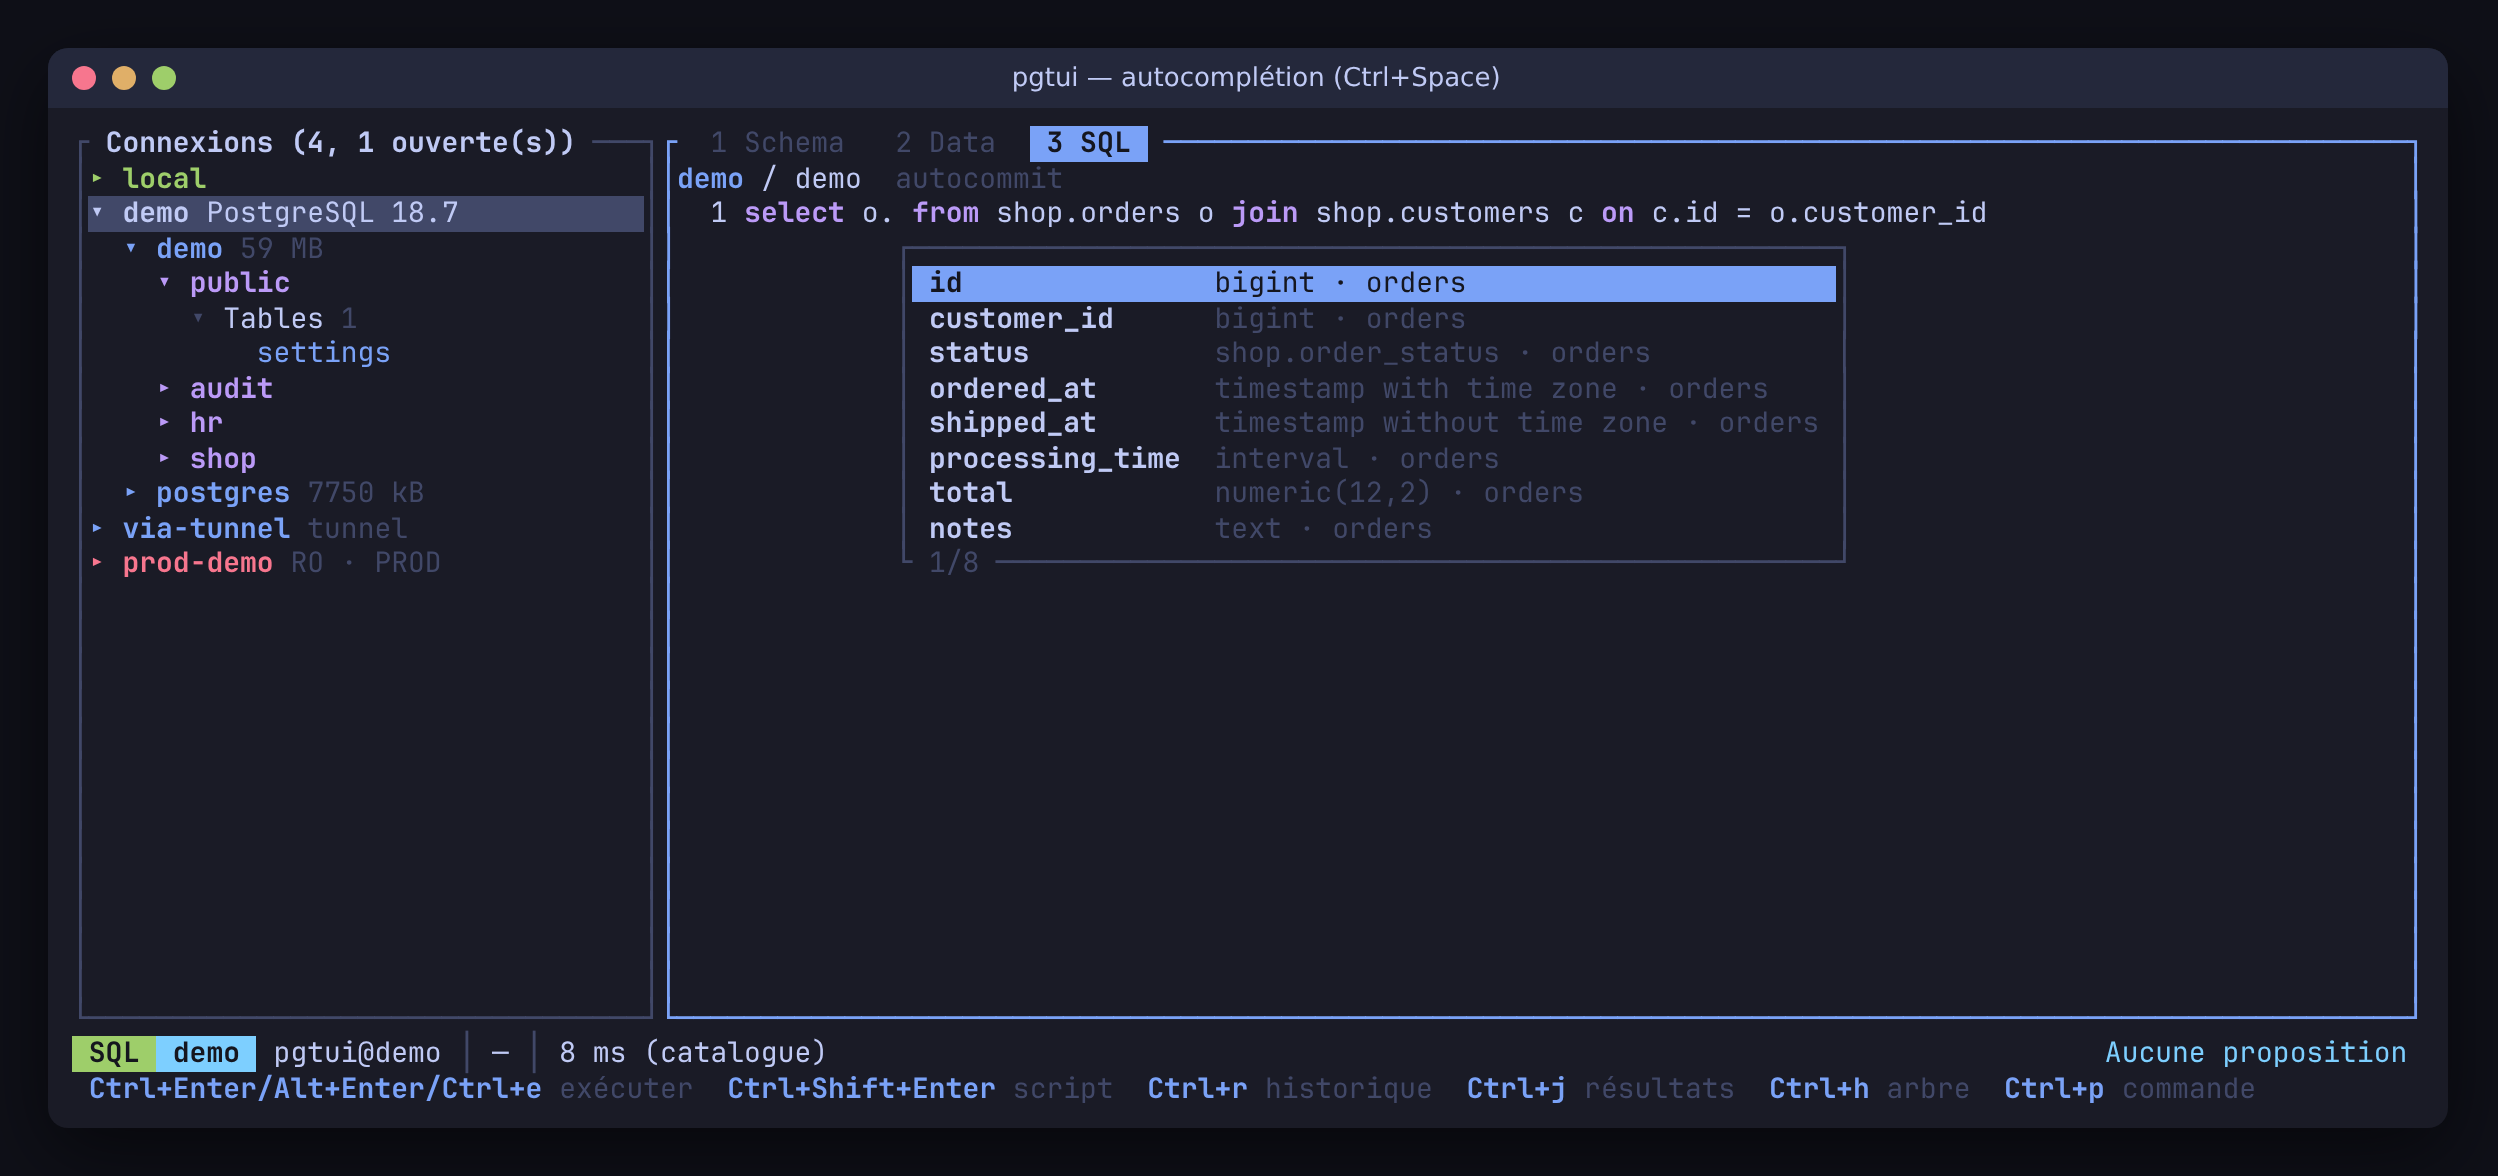 pgtui — autocomplétion (Ctrl+Space)
Connexions (4, 1 ouverte(s))
▸ local
▾ demo PostgreSQL 18.7
▾ demo 59 MB
▾ public
▾ Tables 1
settings
▸ audit
▸ hr
▸ shop
▸ postgres 7750 kB
▸ via-tunnel tunnel
▸ prod-demo RO · PROD
1 Schema 2 Data 3 SQL
demo / demo autocommit
1 select o. from shop.orders o join shop.customers c on c.id = o.customer_id
id bigint · orders
customer_id bigint · orders
status shop.order_status · orders
ordered_at timestamp with time zone · orders
shipped_at timestamp without time zone · orders
processing_time interval · orders
total numeric(12,2) · orders
notes text · orders
1/8
SQL demo pgtui@demo │ — │ 8 ms (catalogue) Aucune proposition
Ctrl+Enter/Alt+Enter/Ctrl+e exécuter Ctrl+Shift+Enter script Ctrl+r historique Ctrl+j résultats Ctrl+h arbre Ctrl+p commande